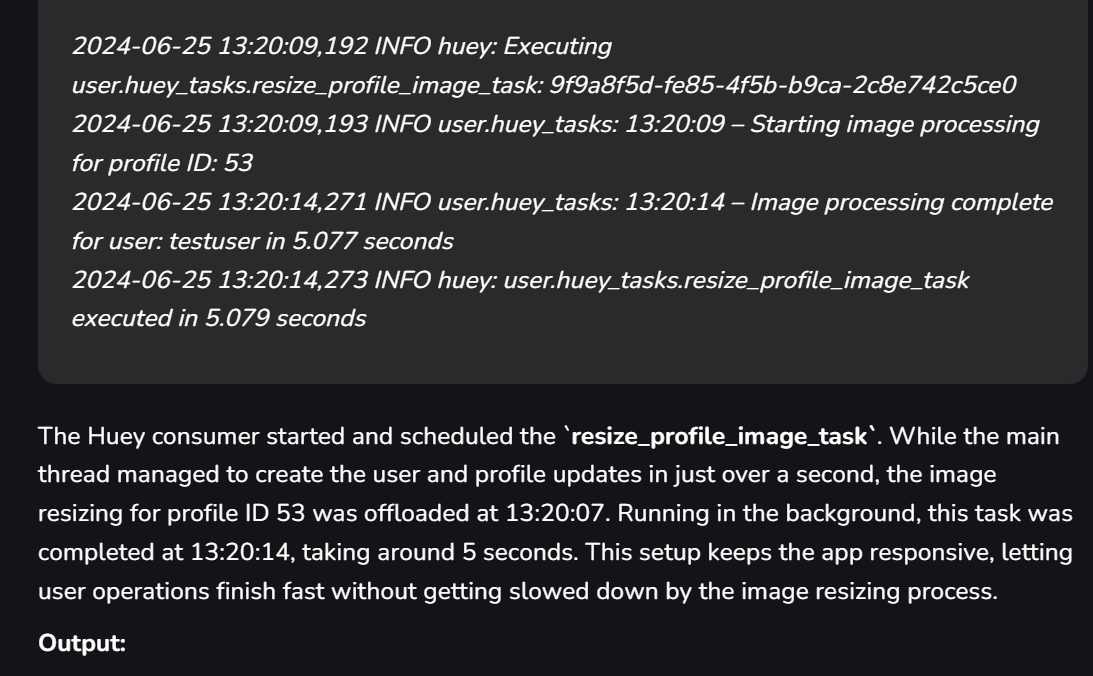 2024-06-25 13:20:09,192 INFO huey: Executing
user.huey_tasks.resize_profile_image_task: 9f9a8f5d-fe85-4f5b-b9ca-2c8e742c5ce0
2024-06-25 13:20:09,193 INFO user.huey_tasks: 13:20:09 – Starting image processing
for profile ID: 53
2024-06-25 13:20:14,271 INFO user.huey_tasks: 13:20:14 – Image processing complete
for user: testuser in 5.077 seconds
2024-06-25 13:20:14,273 INFO huey: user.huey_tasks.resize_profile_image_task
executed in 5.079 seconds
The Huey consumer started and scheduled the `resize_profile_image_task`. While the main
thread managed to create the user and profile updates in just over a second, the image
resizing for profile ID 53 was offloaded at 13:20:07. Running in the background, this task was
completed at 13:20:14, taking around 5 seconds. This setup keeps the app responsive, letting
user operations finish fast without getting slowed down by the image resizing process.
Output: